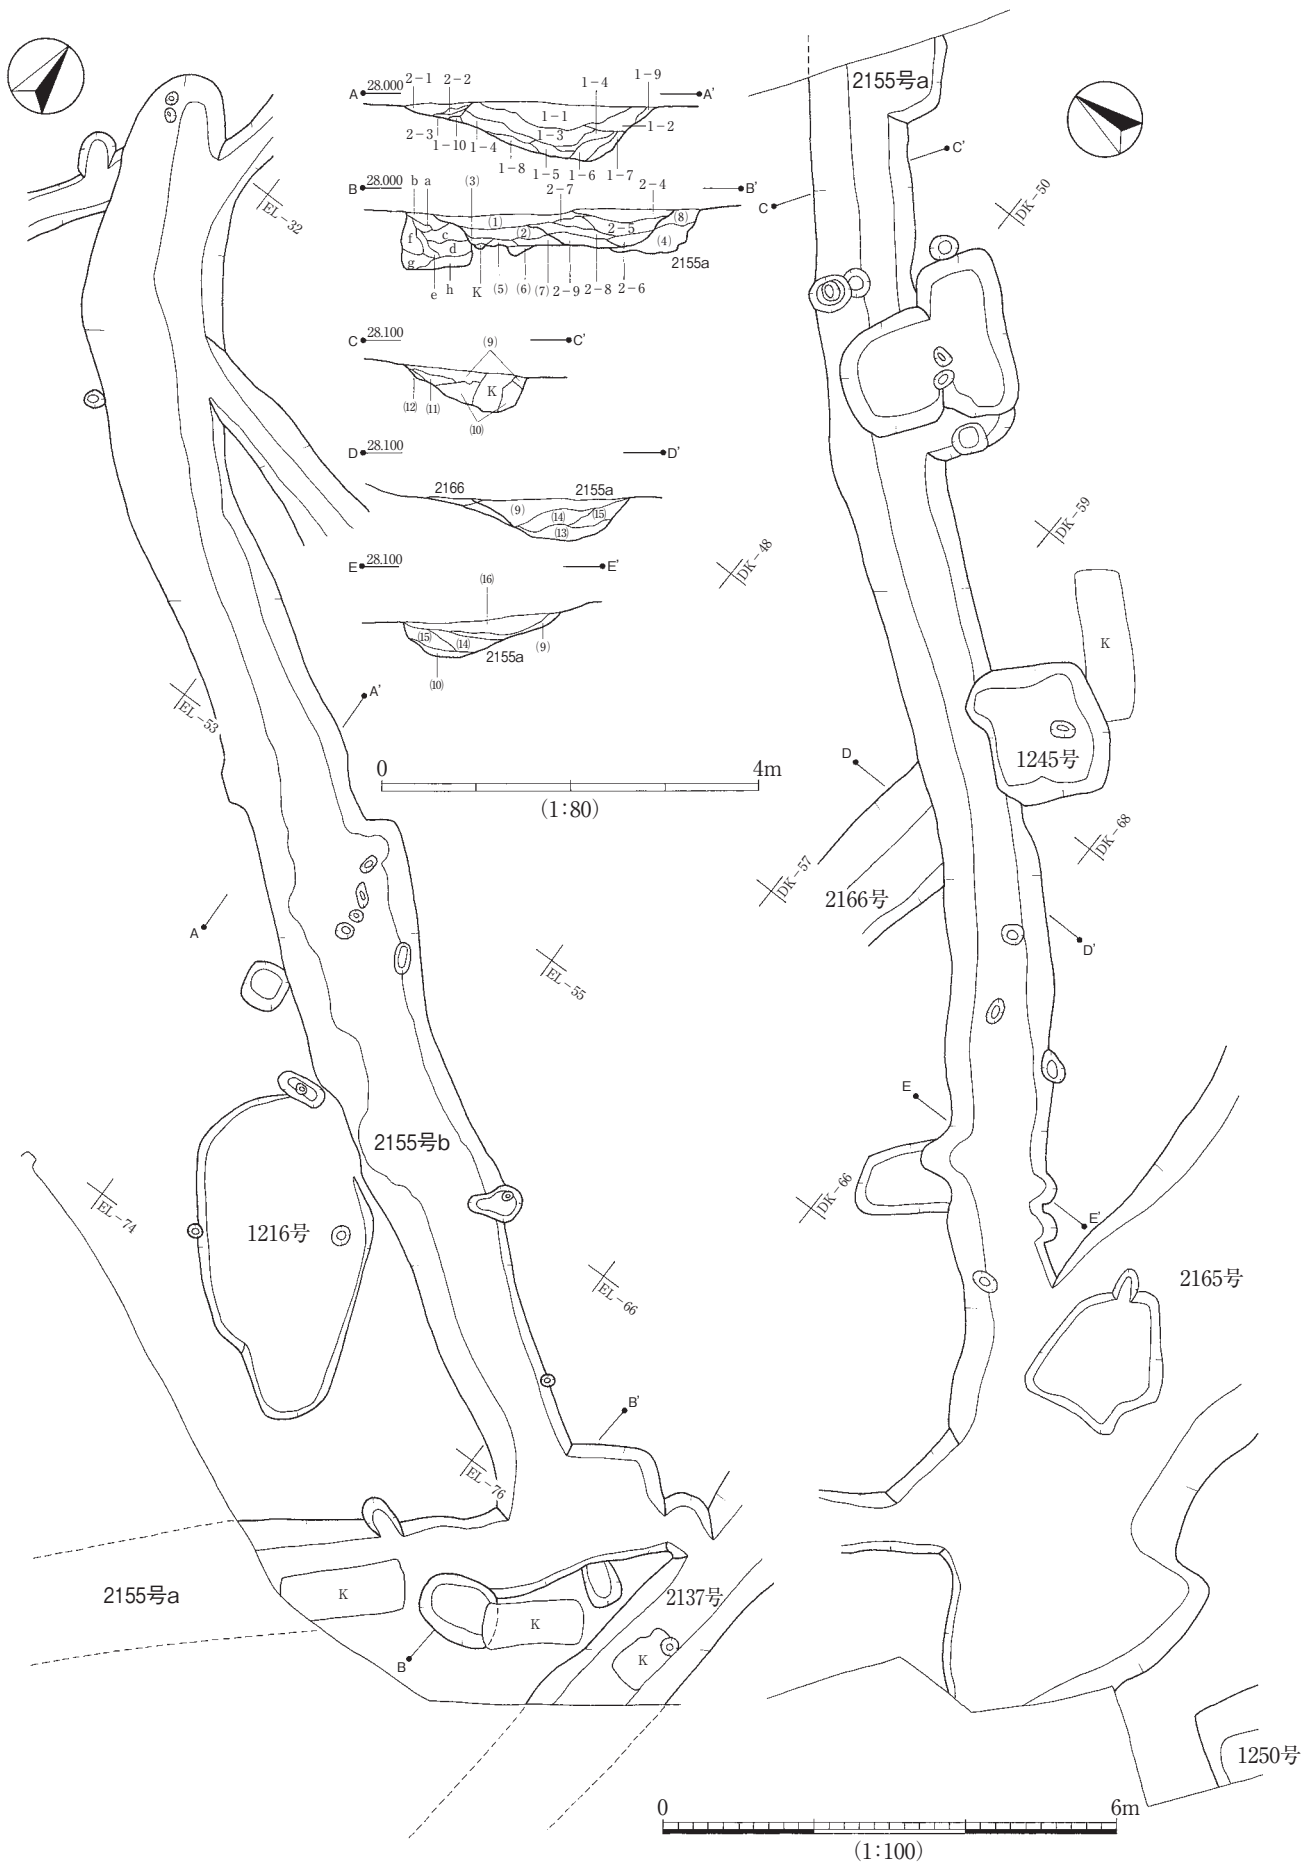 2155号a
A 28.000 2-1 2-2 1-4 1-9 A'
1-1
2-3 1-3 1-2
1-10 1-4
1-8 1-5 1-6 1-7
B 28.000 b a (3) 2-7 2-4 B'
(1) (8)
c (2) 2-5
f d (4)
g 2155a
e h K (5) (6) (7) 2-9 2-8 2-6
C 28.100 (9) C'
K
(12) (11)
(10)
D 28.100 D'
2166 2155a
(9) (14) (15)
(13)
E 28.100 E'
(16)
(15) (14)
2155a (9)
(10)
0 4m
(1:80)
EL-32
EL-53
A'
A
EL-55
2155号b
EL-74
1216号
EL-66
B'
EL-76
2155号a
K
K
2137号
K
B
C'
C
DK-50
DK-59
DK-48
K
1245号
D
DK-68
DK-57
2166号
D'
E
DK-66
E'
2165号
1250号
0 6m
(1:100)